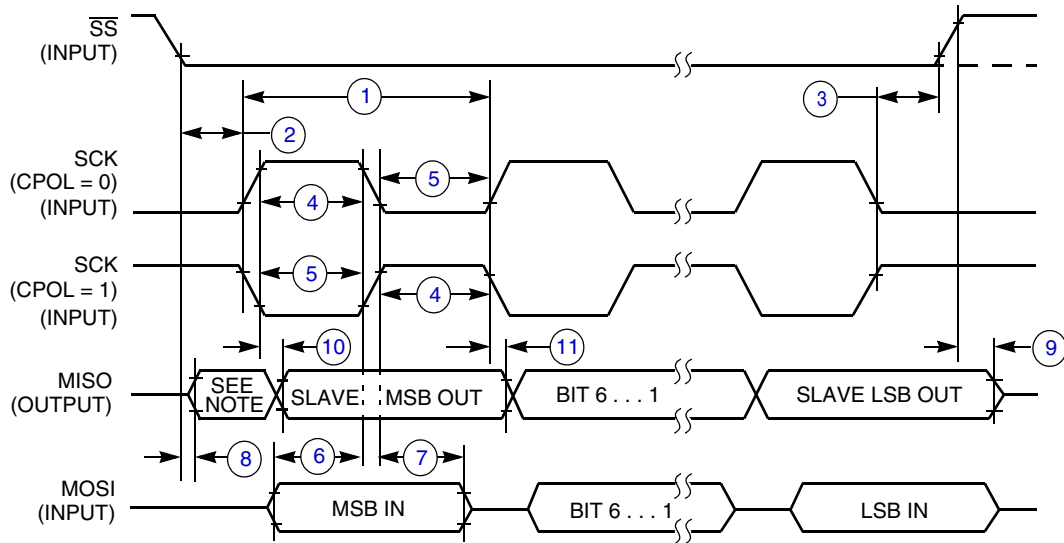 SS
(INPUT)
1
3
2
SCK
(CPOL = 0)
(INPUT)
5
4
SCK
(CPOL = 1)
(INPUT)
5
4
10
11
9
MISO
(OUTPUT)
SEE
NOTE
SLAVE
MSB OUT
BIT 6 . . . 1
SLAVE LSB OUT
8
6
7
MOSI
(INPUT)
MSB IN
BIT 6 . . . 1
LSB IN